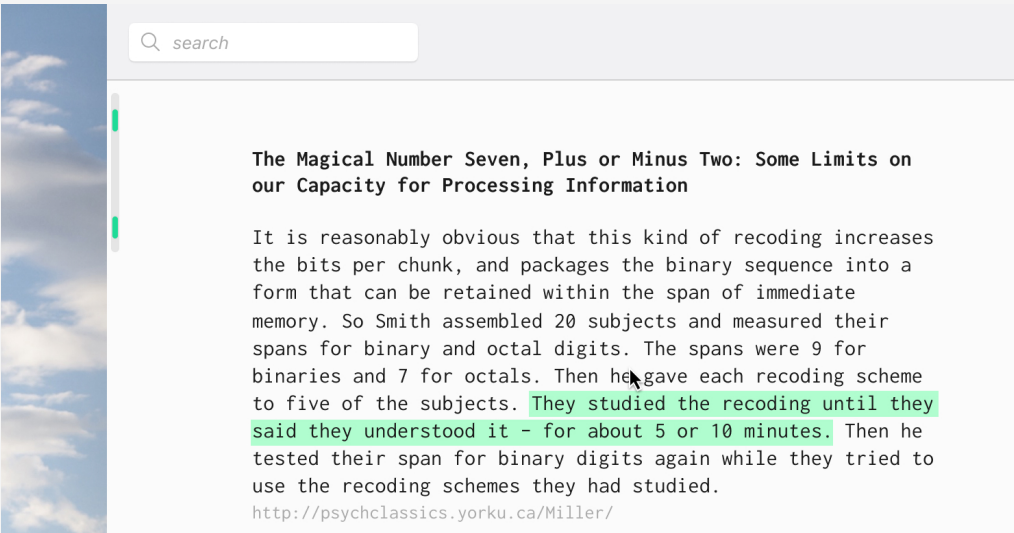 search
The Magical Number Seven, Plus or Minus Two: Some Limits on
our Capacity for Processing Information
It is reasonably obvious that this kind of recoding increases
the bits per chunk, and packages the binary sequence into a
form that can be retained within the span of immediate
memory. So Smith assembled 20 subjects and measured their
spans for binary and octal digits. The spans were 9 for
binaries and 7 for octals. Then he gave each recoding scheme
to five of the subjects. They studied the recoding until they
said they understood it – for about 5 or 10 minutes. Then he
tested their span for binary digits again while they tried to
use the recoding schemes they had studied.
http://psychclassics.yorku.ca/Miller/